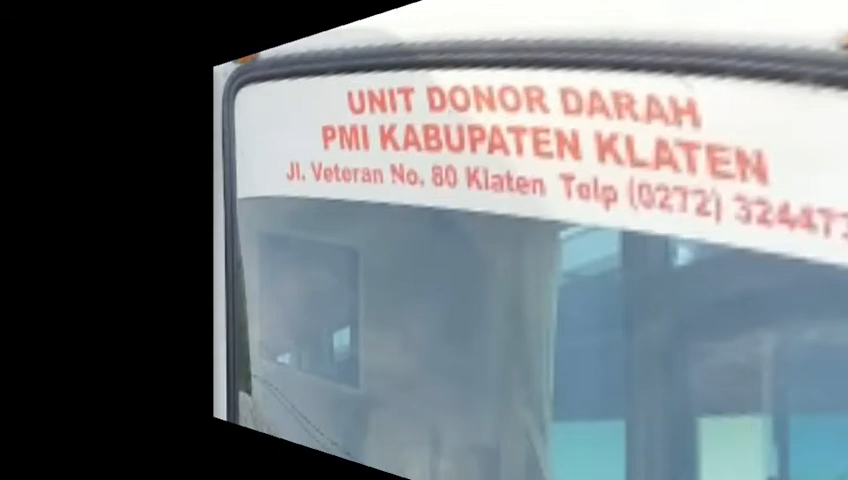 UNIT DONOR DARAH
PMI KABUPATEN KLATEN
Jl. Veteran No. 80 Klaten Telp (0272)